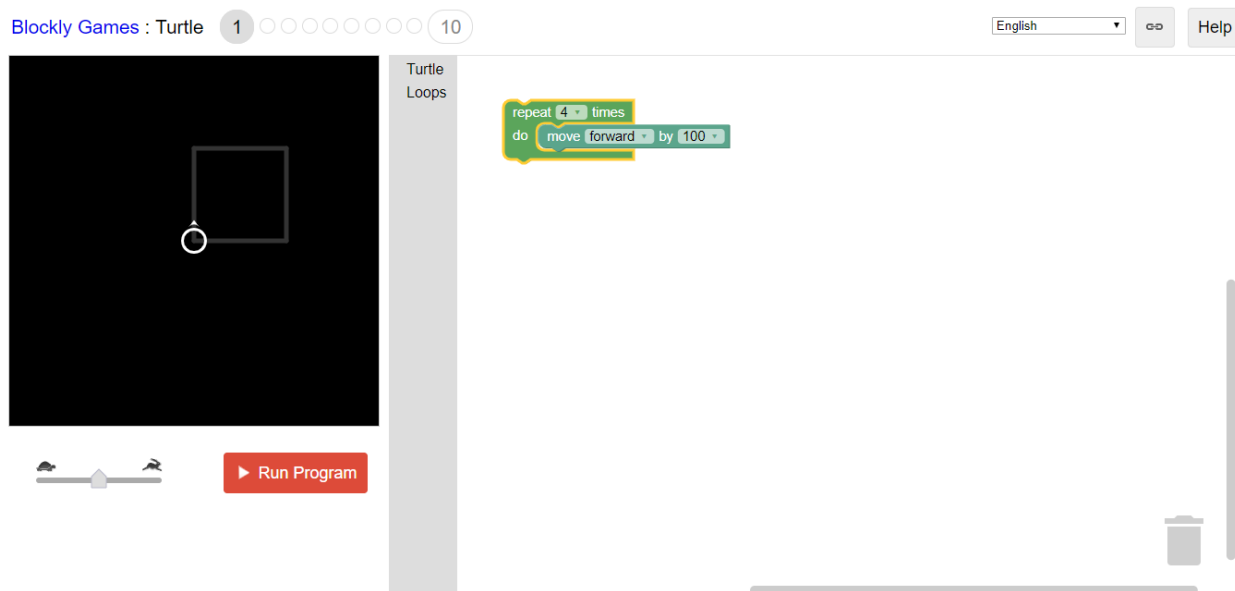 Blockly Games : Turtle 1 10 English Help
Turtle
Loops
repeat 4 times
do move forward by 100
Run Program